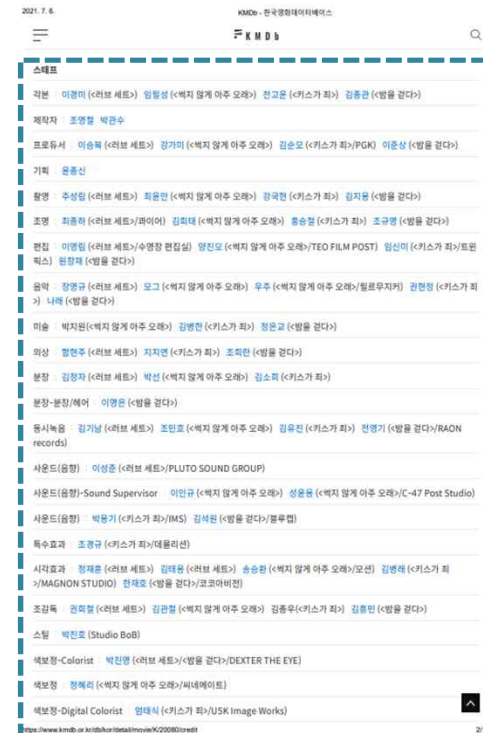 2021. 7. 6.
KMDb - 한국영화데이터베이스
KMDb
스태프
각본 이경미 (<러브 세트>) 임필성 (<썩지 않게 아주 오래>) 전고운 (<키스가 죄>) 김종관 (<밤을 걷다>)
제작자 조영철 박관수
프로듀서 이승복 (<러브 세트>) 강가미 (<썩지 않게 아주 오래>) 김순모 (<키스가 죄>/PGK) 이준상 (<밤을 걷다>)
기획 윤종신
촬영 주성림 (<러브 세트>) 최윤만 (<썩지 않게 아주 오래>) 강국현 (<키스가 죄>) 김지용 (<밤을 걷다>)
조명 최종하 (<러브 세트>/파이어) 김희태 (<썩지 않게 아주 오래>) 홍승철 (<키스가 죄>) 조규영 (<밤을 걷다>)
편집 이영림 (<러브 세트>/수영장 편집실) 양진모 (<썩지 않게 아주 오래>/TEO FILM POST) 임신미 (<키스가 죄>/트윈
픽스) 원창재 (<밤을 걷다>)
음악 장영규 (<러브 세트>) 모그 (<썩지 않게 아주 오래>) 우주 (<썩지 않게 아주 오래>/윌르무지커) 권현정 (<키스가 죄
>) 나래 (<밤을 걷다>)
미술 박지원(<썩지 않게 아주 오래>) 김병한 (<키스가 죄>) 정은교 (<밤을 걷다>)
의상 함현주 (<러브 세트>) 지지연 (<키스가 죄>) 조희란 (<밤을 걷다>)
분장 김정자 (<러브 세트>) 박선 (<썩지 않게 아주 오래>) 김소희 (<키스가 죄>)
분장-분장/헤어 이명은 (<밤을 걷다>)
동시녹음 김기남 (<러브 세트>) 조민호 (<썩지 않게 아주 오래>) 김유진 (<키스가 죄>) 전영기 (<밤을 걷다>/RAON
records)
사운드(음향) 이성준 (<러브 세트>/PLUTO SOUND GROUP)
사운드(음향)-Sound Supervisor 이인규 (<썩지 않게 아주 오래>) 성윤용 (<썩지 않게 아주 오래>/C-47 Post Studio)
사운드(음향) 박용기 (<키스가 죄>/IMS) 김석원 (<밤을 걷다>/블루캡)
특수효과 조경규 (<키스가 죄>/데몰리션)
시각효과 정재훈 (<러브 세트>) 김태용 (<러브 세트>) 송승환 (<썩지 않게 아주 오래>/모션) 김병래 (<키스가 죄
>/MAGNON STUDIO) 한재호 (<밤을 걷다>/코코아비전)
조감독 권희철 (<러브 세트>) 김관철 (<썩지 않게 아주 오래>) 김종우(<키스가 죄>) 김홍민 (<밤을 걷다>)
스틸 박진호 (Studio BoB)
색보정-Colorist 박진영 (<러브 세트>/<밤을 걷다>/DEXTER THE EYE)
색보정 정혜리 (<썩지 않게 아주 오래>/씨네메이트)
색보정-Digital Colorist 엄태식 (<키스가 죄>/U5K Image Works)
https://www.kmdb.or.kr/db/kor/detail/movie/K/20080/credit
2/